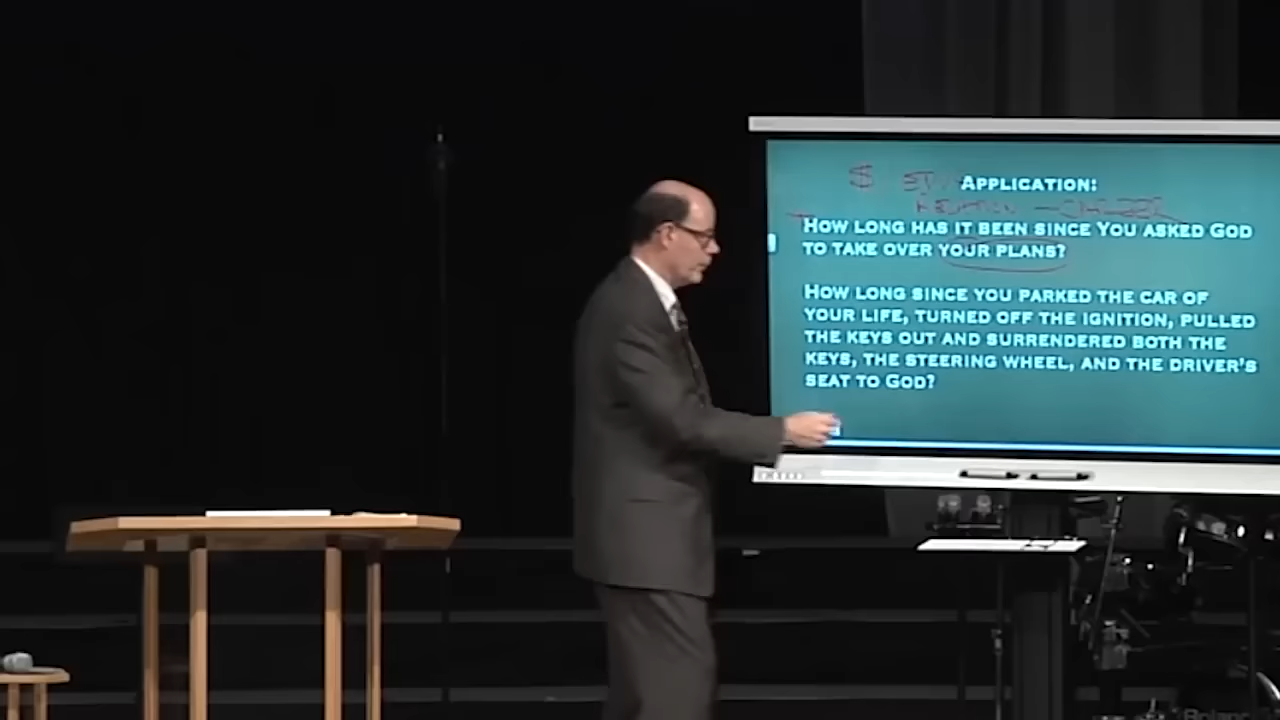 $
APPLICATION:
HOW LONG HAS IT BEEN SINCE YOU ASKED GOD
TO TAKE OVER YOUR PLANS?
HOW LONG SINCE YOU PARKED THE CAR OF
YOUR LIFE, TURNED OFF THE IGNITION, PULLED
THE KEYS OUT AND SURRENDERED BOTH THE
KEYS, THE STEERING WHEEL, AND THE DRIVER'S
SEAT TO GOD?
Roland